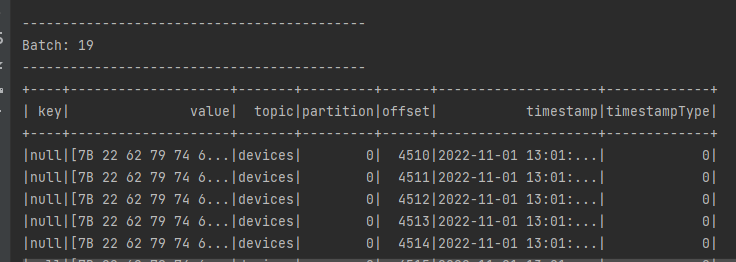 -------------------------------------------
Batch: 19
-------------------------------------------
+----+--------------------+-------+---------+------+--------------------+-------------+
| key|               value|  topic|partition|offset|           timestamp|timestampType|
+----+--------------------+-------+---------+------+--------------------+-------------+
|null|[7B 22 62 79 74 6...|devices|        0|  4510|2022-11-01 13:01:...|            0|
|null|[7B 22 62 79 74 6...|devices|        0|  4511|2022-11-01 13:01:...|            0|
|null|[7B 22 62 79 74 6...|devices|        0|  4512|2022-11-01 13:01:...|            0|
|null|[7B 22 62 79 74 6...|devices|        0|  4513|2022-11-01 13:01:...|            0|
|null|[7B 22 62 79 74 6...|devices|        0|  4514|2022-11-01 13:01:...|            0|